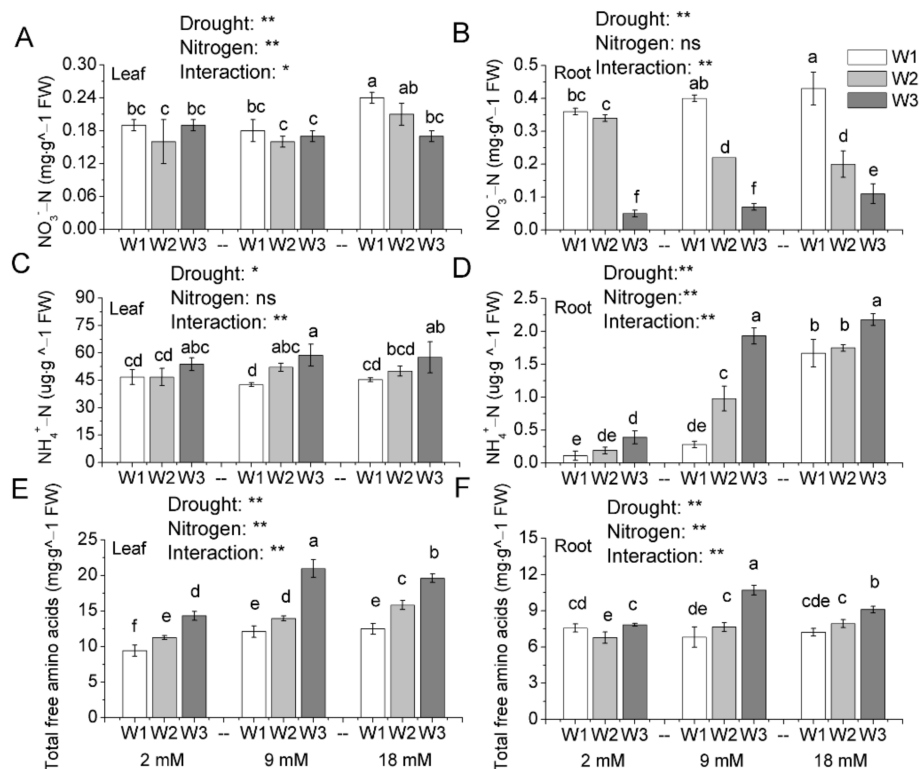 A
Drought: **
Nitrogen: **
Interaction: *
Leaf
NO3⁻–N (mg·g^–1 FW)
0.30
0.24
0.18
0.12
0.06
0.00
bc c bc bc c c a ab c
W1 W2 W3 -- W1 W2 W3 -- W1 W2 W3
B
Drought: **
Nitrogen: ns
Interaction: **
Root
W1
W2
W3
NO3⁻–N (mg·g^–1 FW)
0.5
0.4
0.3
0.2
0.1
0.0
bc c f ab d f a d e
W1 W2 W3 -- W1 W2 W3 -- W1 W2 W3
C
Drought: *
Nitrogen: ns
Interaction: **
Leaf
NH4⁺–N (ug·g ^–1 FW)
90
75
60
45
30
15
0
cd cd abc d abc a cd bcd ab
W1 W2 W3 -- W1 W2 W3 -- W1 W2 W3
D
Drought: **
Nitrogen: **
Interaction: **
Root
NH4⁺–N (ug·g ^–1 FW)
2.5
2.0
1.5
1.0
0.5
0.0
e de d de c a b b a
W1 W2 W3 -- W1 W2 W3 -- W1 W2 W3
E
Drought: **
Nitrogen: **
Interaction: **
Leaf
Total free amino acids (mg·g^–1 FW)
25
20
15
10
5
0
f e d e d a e c b
W1 W2 W3 -- W1 W2 W3 -- W1 W2 W3
2 mM 9 mM 18 mM
F
Drought: **
Nitrogen: **
Interaction: **
Root
Total free amino acids (mg·g^–1 FW)
15
12
9
6
3
0
cd e c de c a cde c b
W1 W2 W3 -- W1 W2 W3 -- W1 W2 W3
2 mM 9 mM 18 mM